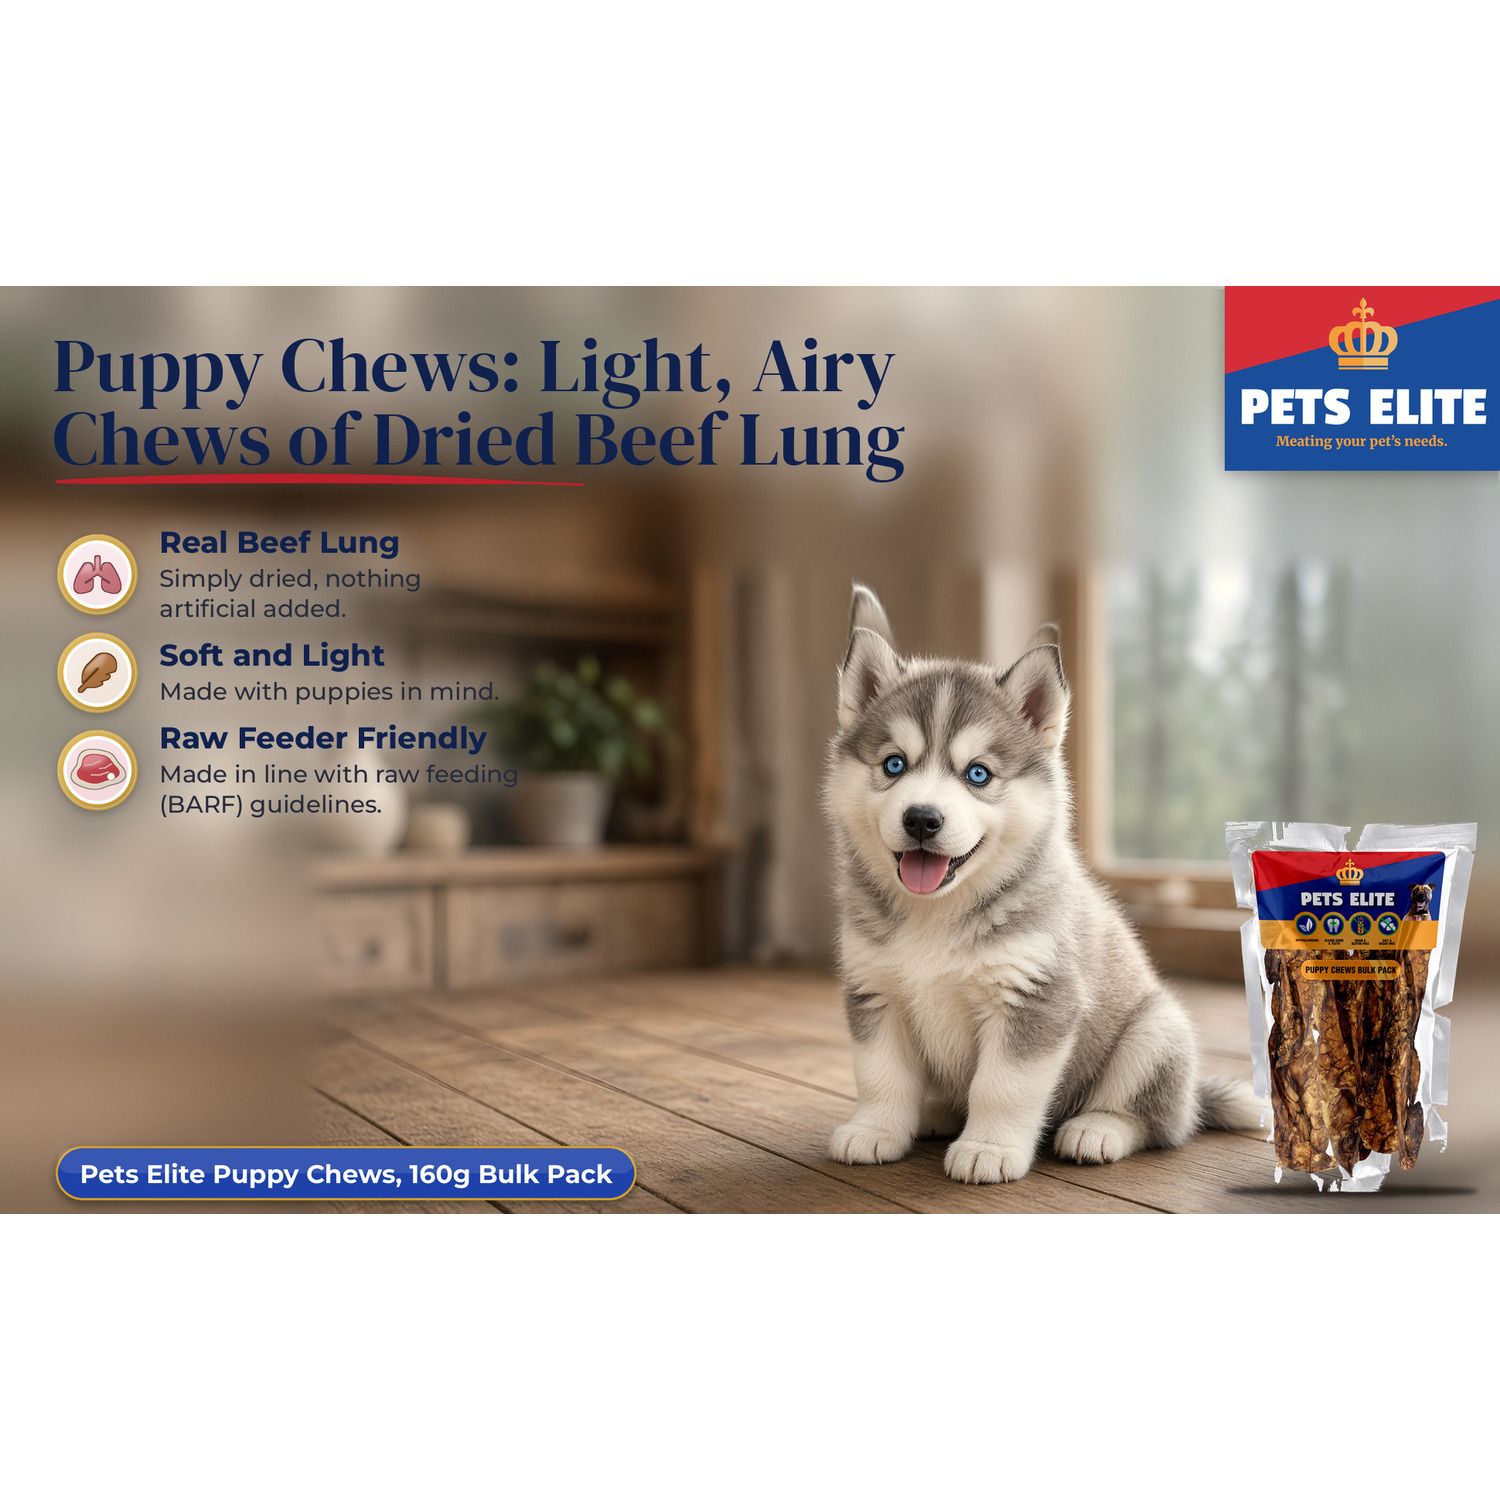 Puppy Chews: Light, Airy
Chews of Dried Beef Lung
Real Beef Lung
Simply dried, nothing
artificial added.
Soft and Light
Made with puppies in mind.
Raw Feeder Friendly
Made in line with raw feeding
(BARF) guidelines.
Pets Elite Puppy Chews, 160g Bulk Pack
PETS ELITE
Meating your pet's needs.
PETS ELITE
PUPPY CHEWS BULK PACK